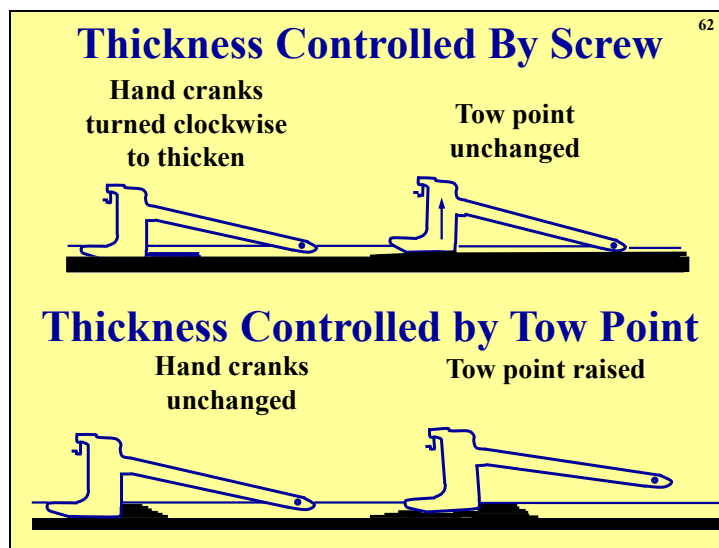 62
Thickness Controlled By Screw
Hand cranks
turned clockwise
to thicken
Tow point
unchanged
Thickness Controlled by Tow Point
Hand cranks
unchanged
Tow point raised